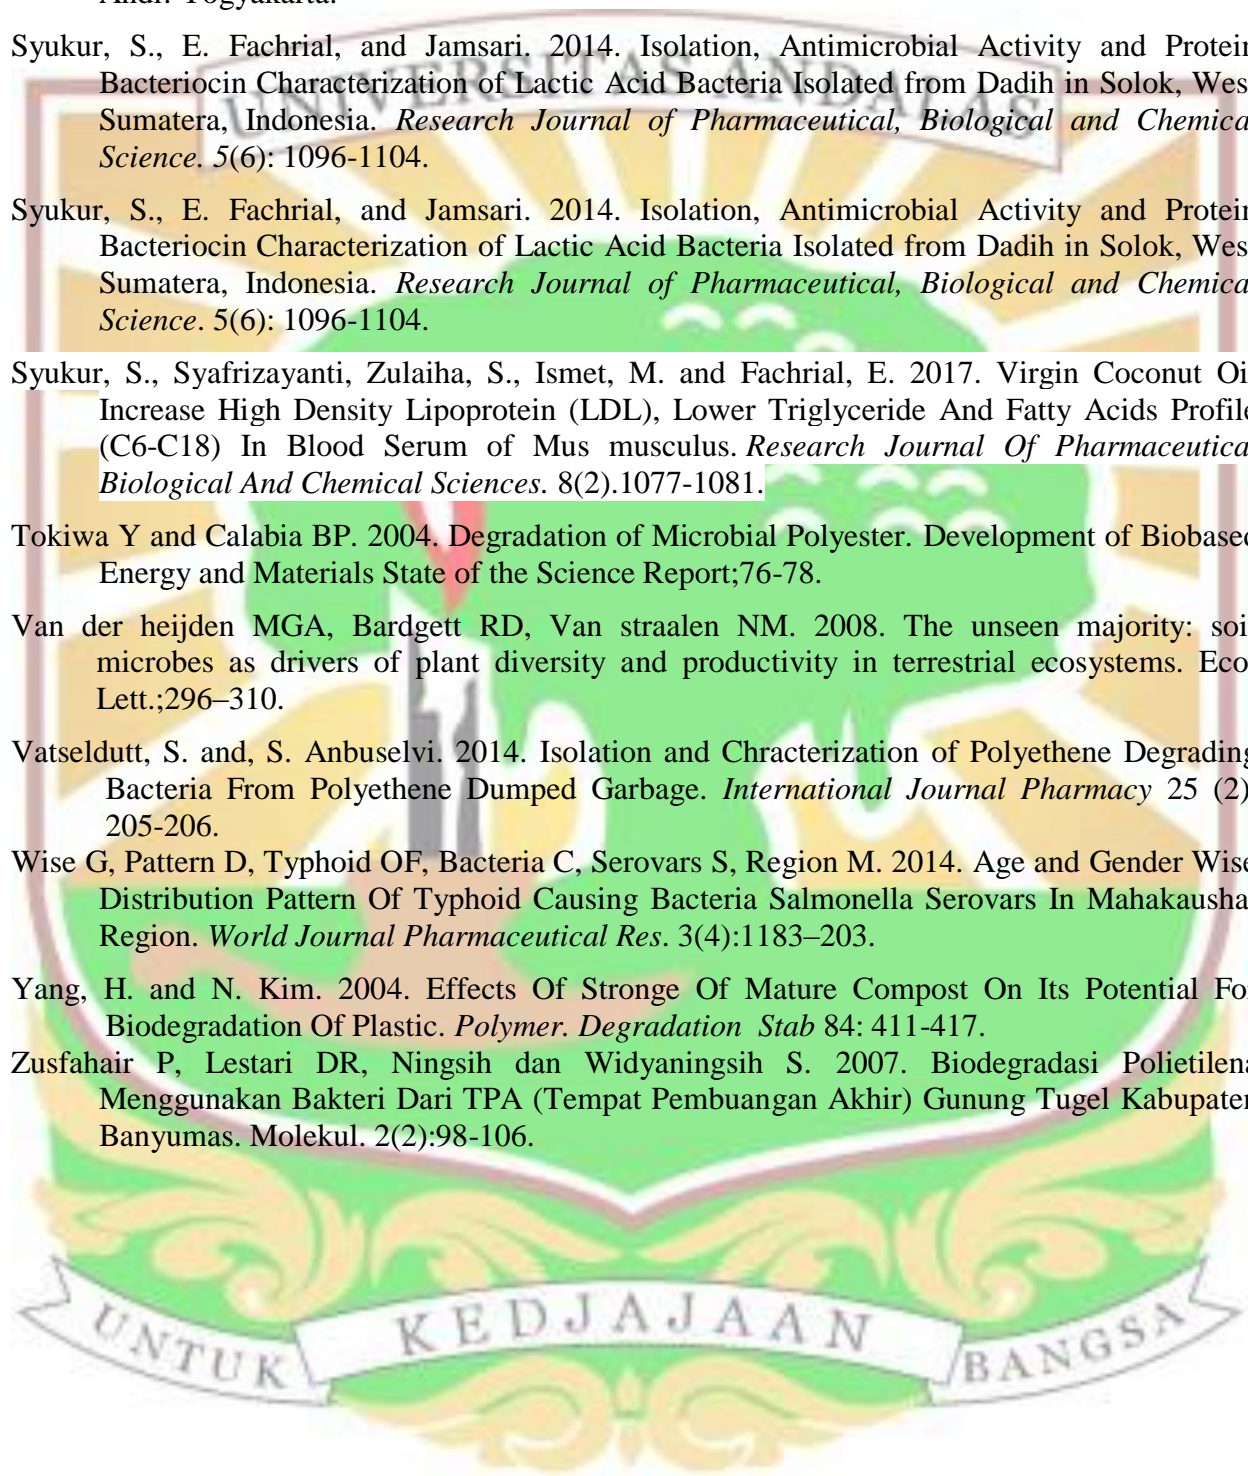 Andi. Yogyakarta.
Syukur, S., E. Fachrial, and Jamsari. 2014. Isolation, Antimicrobial Activity and Protein
Bacteriocin Characterization of Lactic Acid Bacteria Isolated from Dadih in Solok, Wes
Sumatera, Indonesia. Research Journal of Pharmaceutical, Biological and Chemica
Science. 5(6): 1096-1104.
Syukur, S., E. Fachrial, and Jamsari. 2014. Isolation, Antimicrobial Activity and Protein
Bacteriocin Characterization of Lactic Acid Bacteria Isolated from Dadih in Solok, Wes
Sumatera, Indonesia. Research Journal of Pharmaceutical, Biological and Chemica
Science. 5(6): 1096-1104.
Syukur, S., Syafrizayanti, Zulaiha, S., Ismet, M. and Fachrial, E. 2017. Virgin Coconut Oi
Increase High Density Lipoprotein (LDL), Lower Triglyceride And Fatty Acids Profile
(C6-C18) In Blood Serum of Mus musculus. Research Journal Of Pharmaceutica
Biological And Chemical Sciences. 8(2).1077-1081.
Tokiwa Y and Calabia BP. 2004. Degradation of Microbial Polyester. Development of Biobased
Energy and Materials State of the Science Report;76-78.
Van der heijden MGA, Bardgett RD, Van straalen NM. 2008. The unseen majority: soi
microbes as drivers of plant diversity and productivity in terrestrial ecosystems. Eco
Lett.;296–310.
Vatseldutt, S. and, S. Anbuselvi. 2014. Isolation and Chracterization of Polyethene Degrading
Bacteria From Polyethene Dumped Garbage. International Journal Pharmacy 25 (2)
205-206.
Wise G, Pattern D, Typhoid OF, Bacteria C, Serovars S, Region M. 2014. Age and Gender Wise
Distribution Pattern Of Typhoid Causing Bacteria Salmonella Serovars In Mahakausha
Region. World Journal Pharmaceutical Res. 3(4):1183–203.
Yang, H. and N. Kim. 2004. Effects Of Stronge Of Mature Compost On Its Potential For
Biodegradation Of Plastic. Polymer. Degradation Stab 84: 411-417.
Zusfahair P, Lestari DR, Ningsih dan Widyaningsih S. 2007. Biodegradasi Polietilena
Menggunakan Bakteri Dari TPA (Tempat Pembuangan Akhir) Gunung Tugel Kabupaten
Banyumas. Molekul. 2(2):98-106.
UNIVERSITAS ANDALAS
UNTUK KEDJAJAAN BANGSA